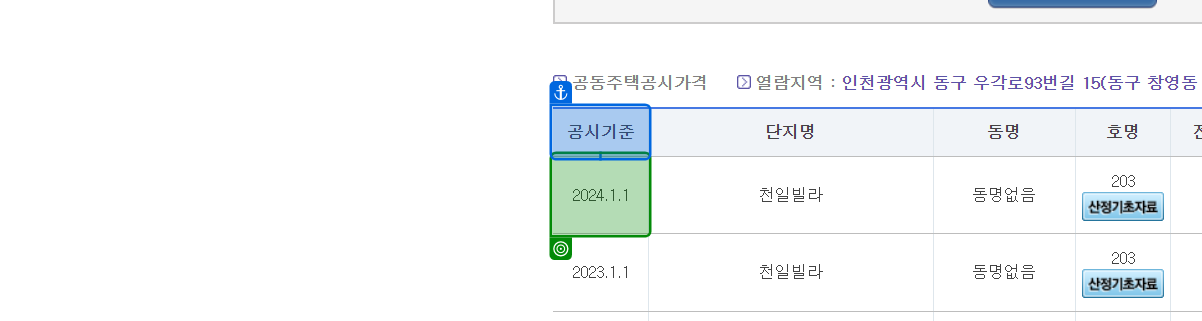 공동주택공시가격 열람지역 : 인천광역시 동구 우각로93번길 15(동구 창영동
공시기준 단지명 동명 호명
2024.1.1 천일빌라 동명없음 203
산정기초자료
2023.1.1 천일빌라 동명없음 203
산정기초자료